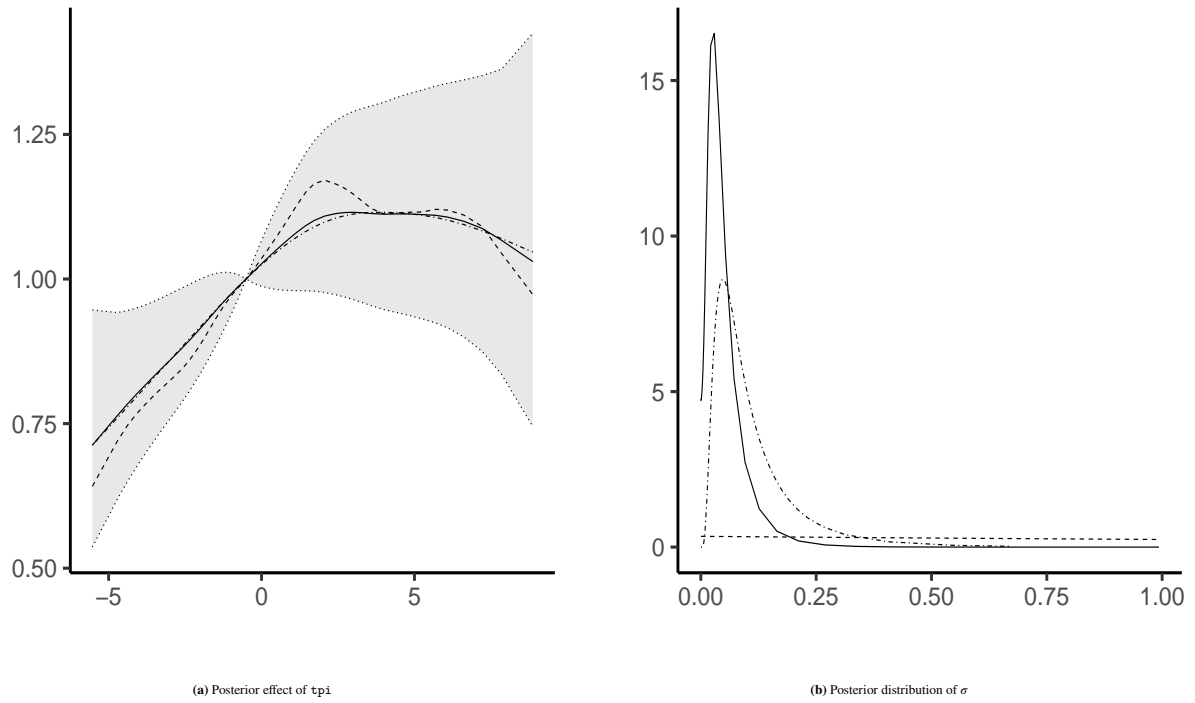 1.25
1.00
0.75
0.50
−5 0 5
15
10
5
0
0.00 0.25 0.50 0.75 1.00
(a) Posterior effect of tpi
(b) Posterior distribution of σ